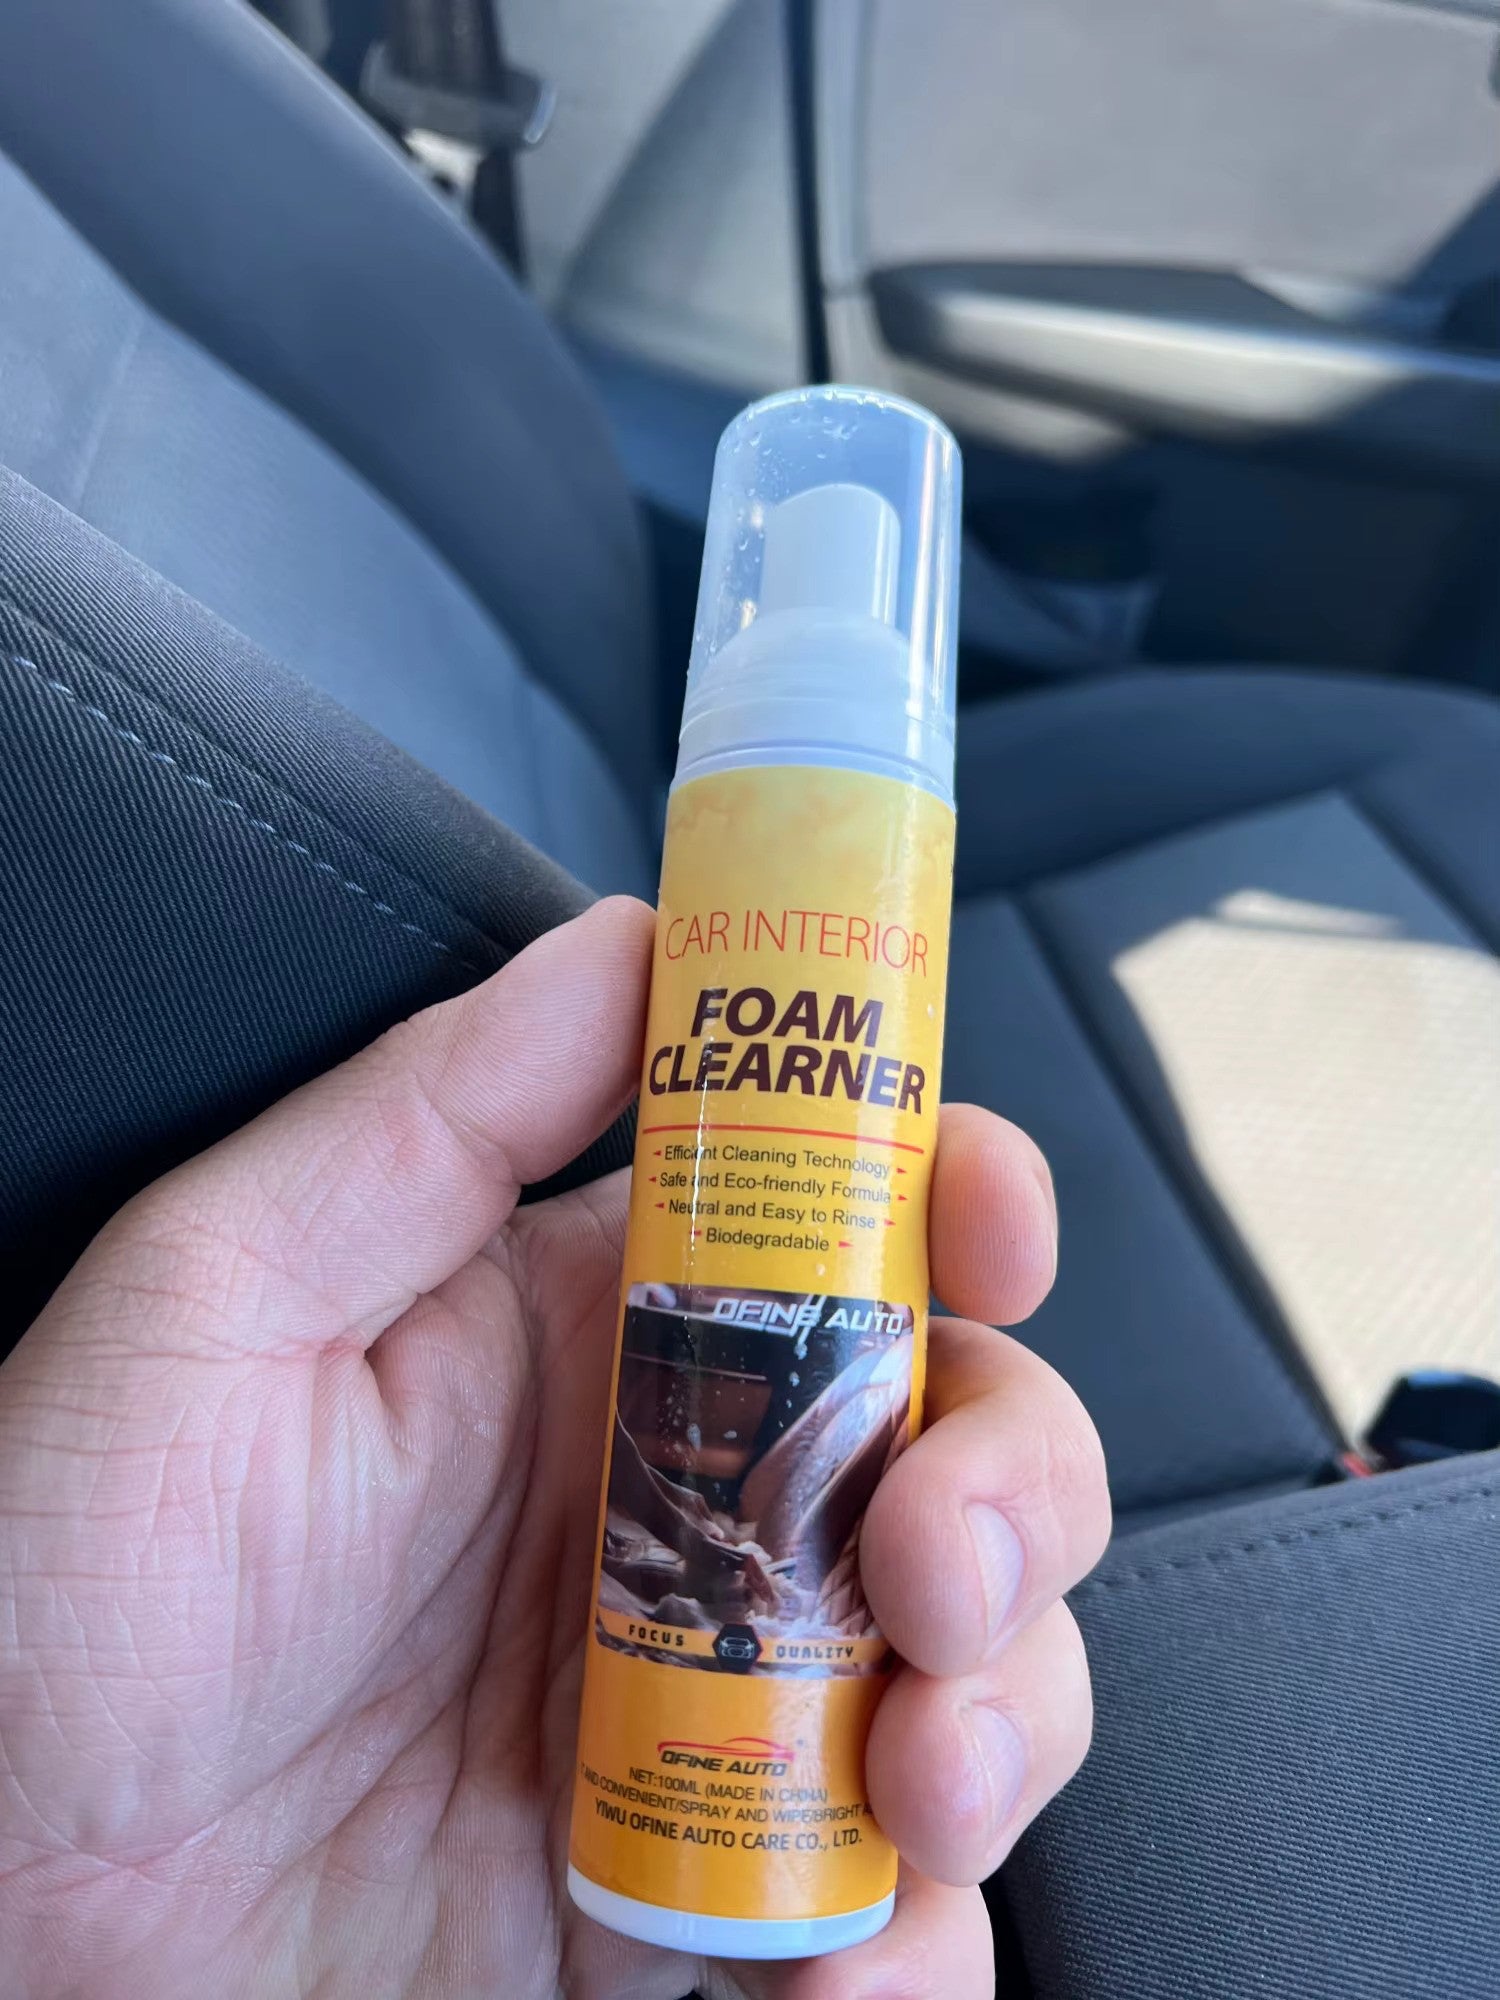 CAR INTERIOR
FOAM
CLEARNER
Efficient Cleaning Technology
Safe and Eco-friendly Formula
Neutral and Easy to Rinse
Biodegradable
OFINE AUTO
FOCUS QUALITY
OFINE AUTO
NET:100ML (MADE IN CHINA)
AND CONVENIENT/SPRAY AND WIPE/BRIGHT
YIWU OFINE AUTO CARE CO., LTD.